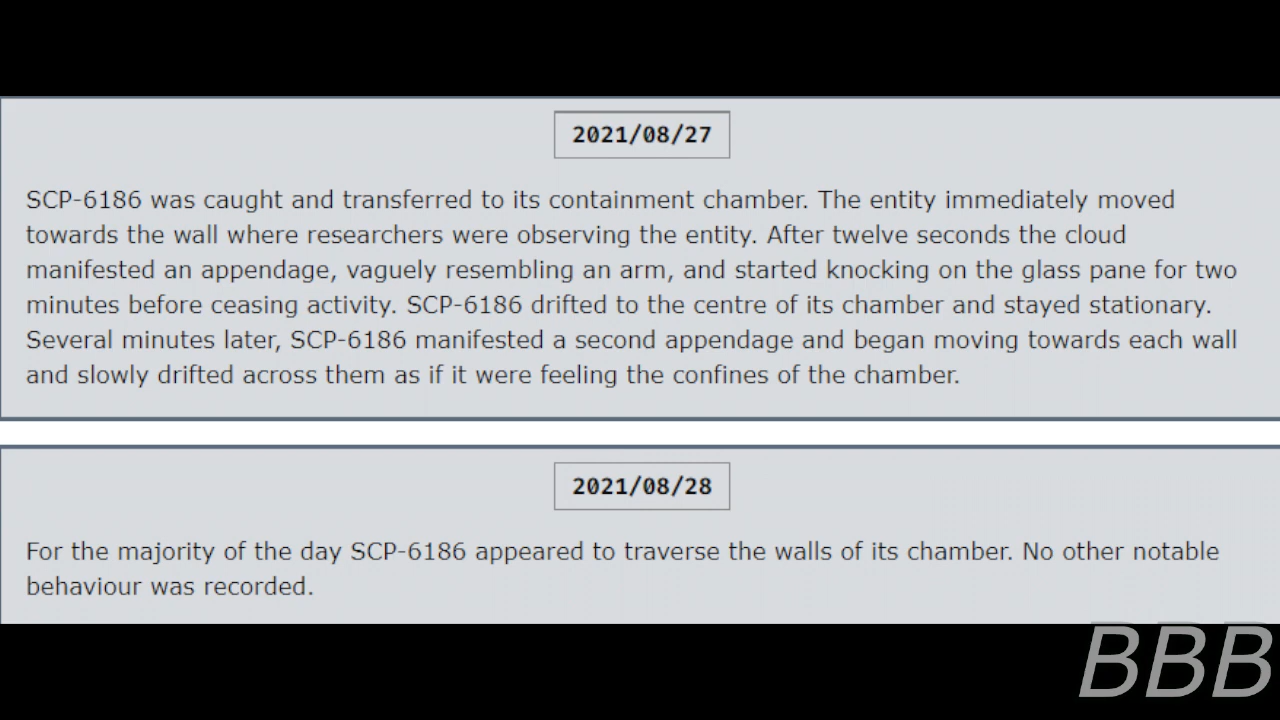 2021/08/27
SCP-6186 was caught and transferred to its containment chamber. The entity immediately moved
towards the wall where researchers were observing the entity. After twelve seconds the cloud
manifested an appendage, vaguely resembling an arm, and started knocking on the glass pane for two
minutes before ceasing activity. SCP-6186 drifted to the centre of its chamber and stayed stationary.
Several minutes later, SCP-6186 manifested a second appendage and began moving towards each wall
and slowly drifted across them as if it were feeling the confines of the chamber.
2021/08/28
For the majority of the day SCP-6186 appeared to traverse the walls of its chamber. No other notable
behaviour was recorded.
BBB